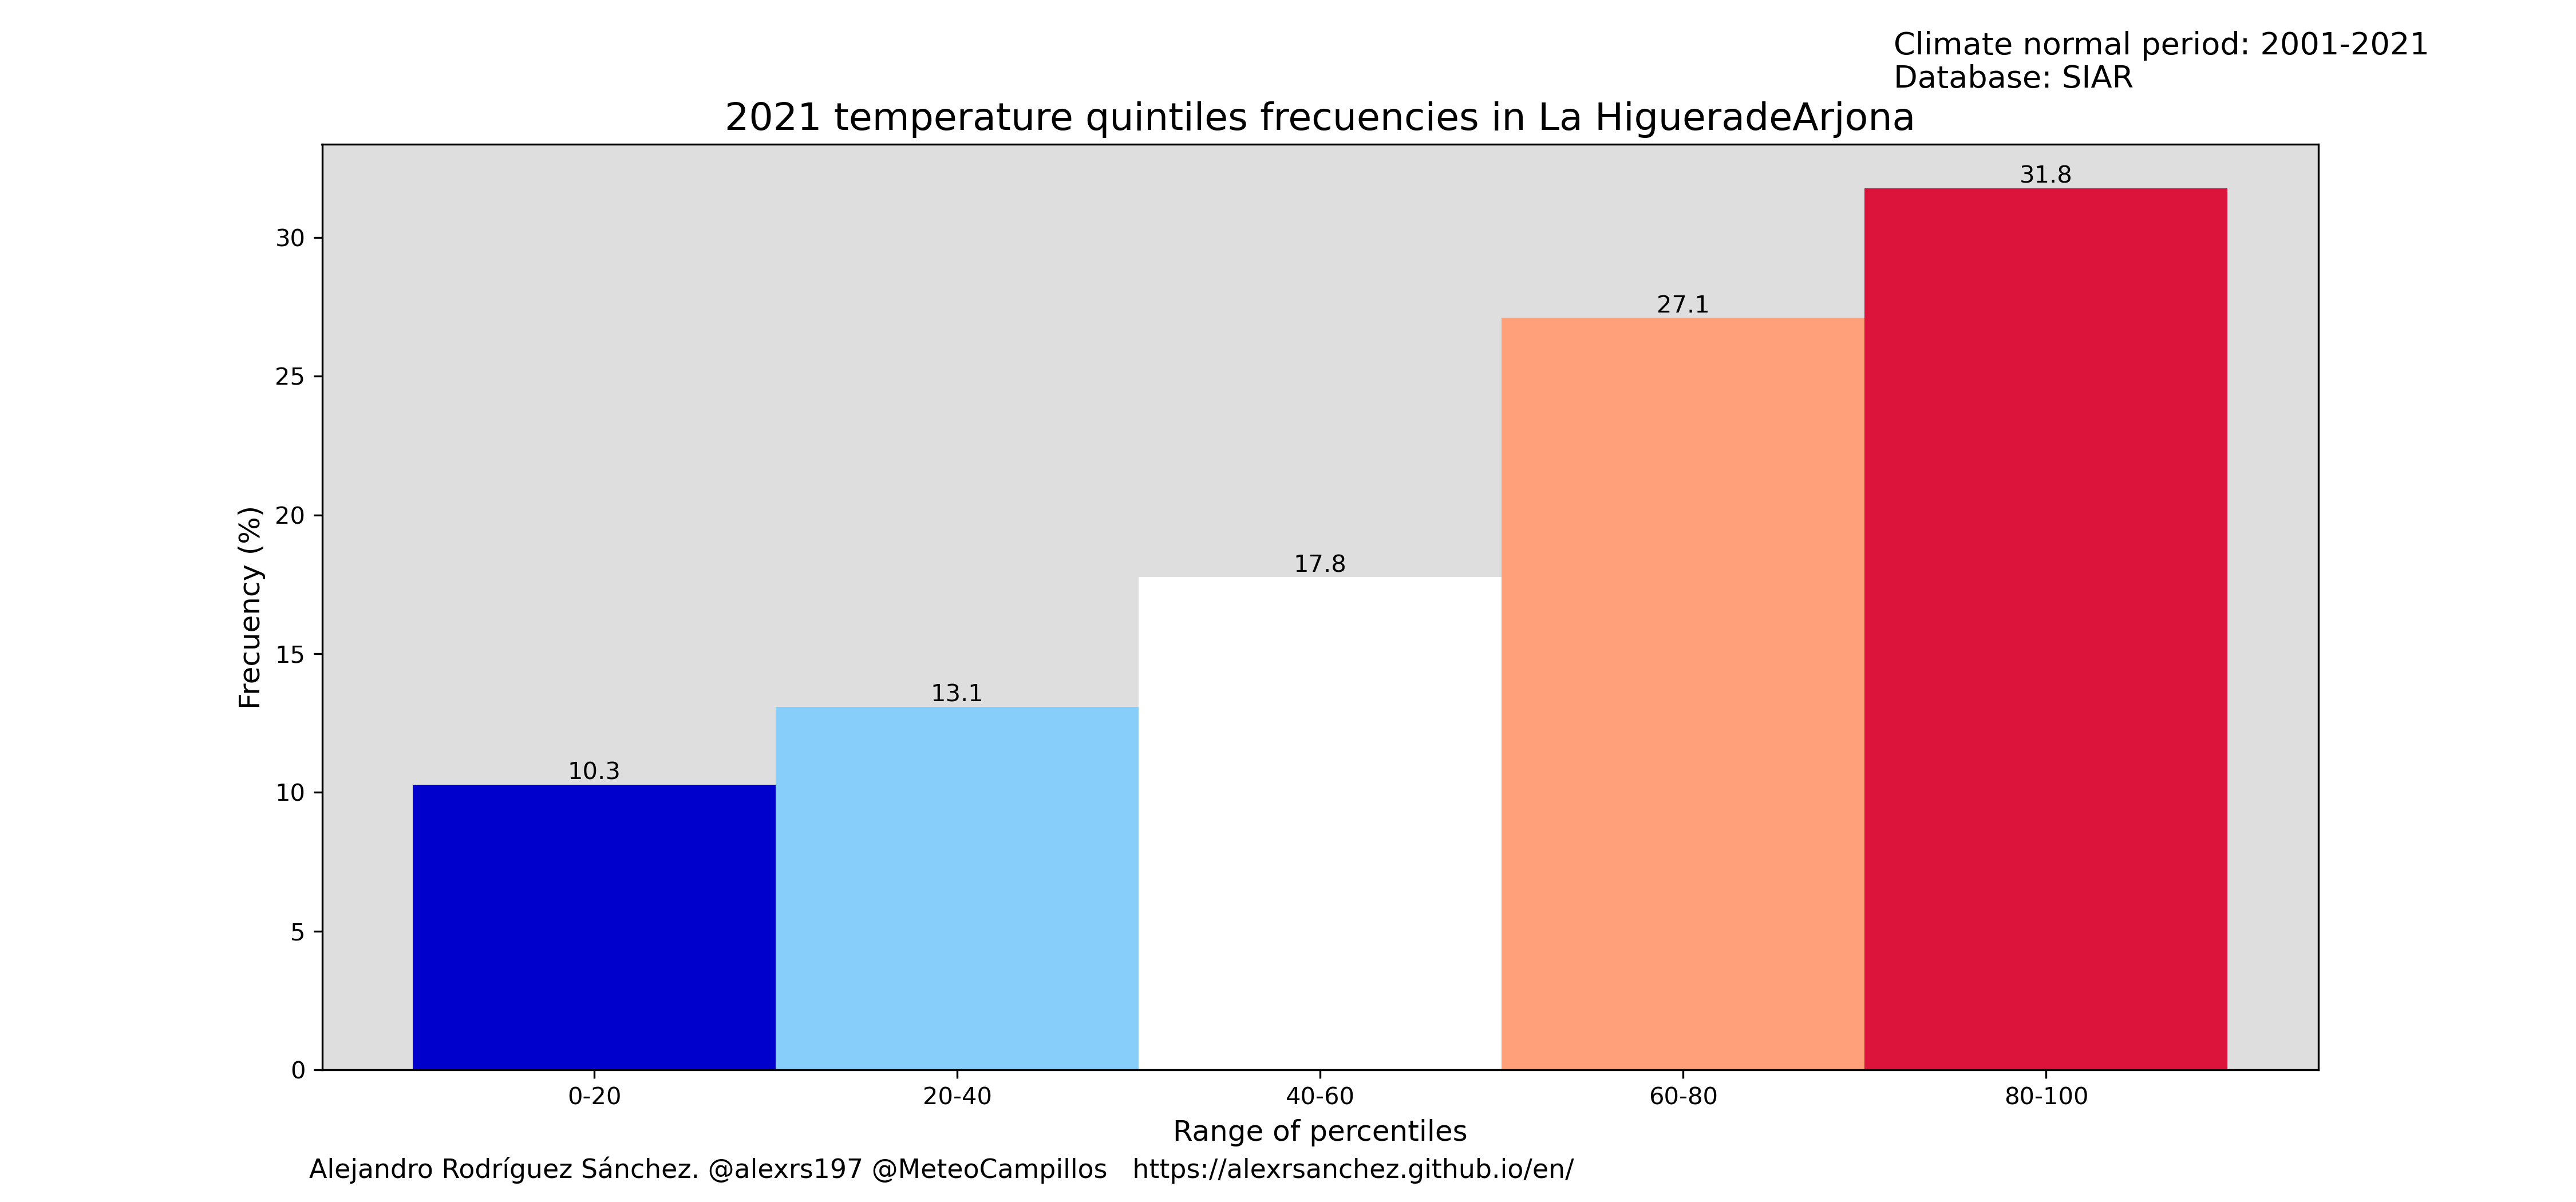 Climate normal period: 2001-2021
Database: SIAR
2021 temperature quintiles frecuencies in La HigueradeArjona
31.8
30
27.1
25
Frecuency (%)
20
17.8
15
13.1
10.3
10
5
0
0-20 20-40 40-60 60-80 80-100
Range of percentiles
Alejandro Rodríguez Sánchez. @alexrs197 @MeteoCampillos https://alexrsanchez.github.io/en/